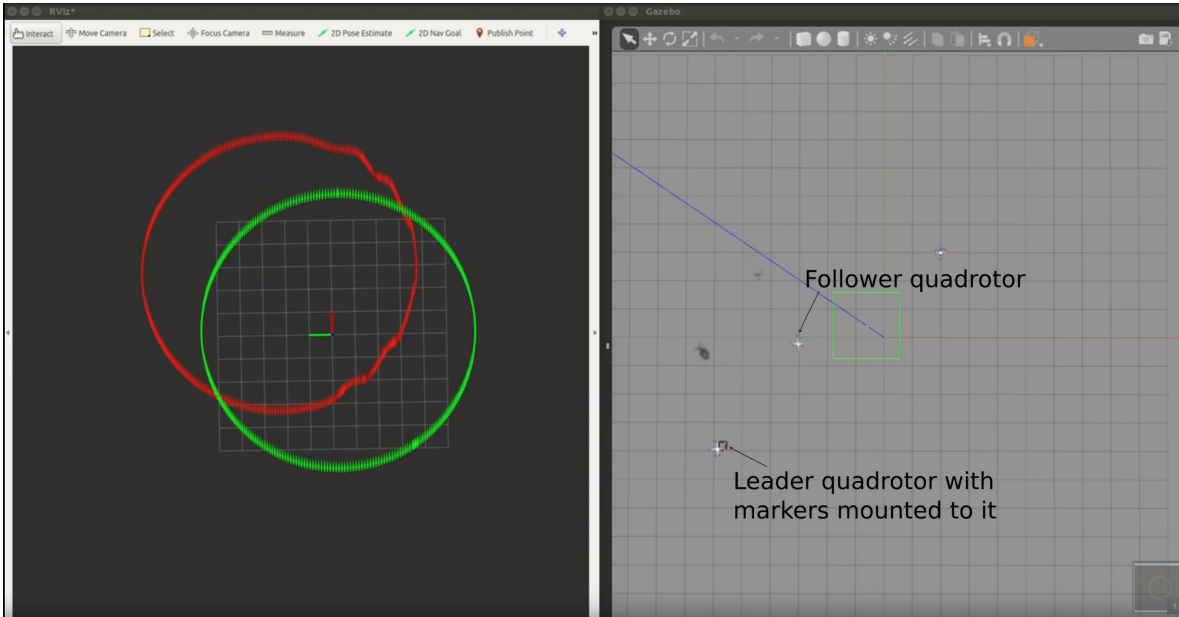 RViz*
Interact Move Camera Select Focus Camera Measure 2D Pose Estimate 2D Nav Goal Publish Point
Gazebo
Follower quadrotor
Leader quadrotor with
markers mounted to it